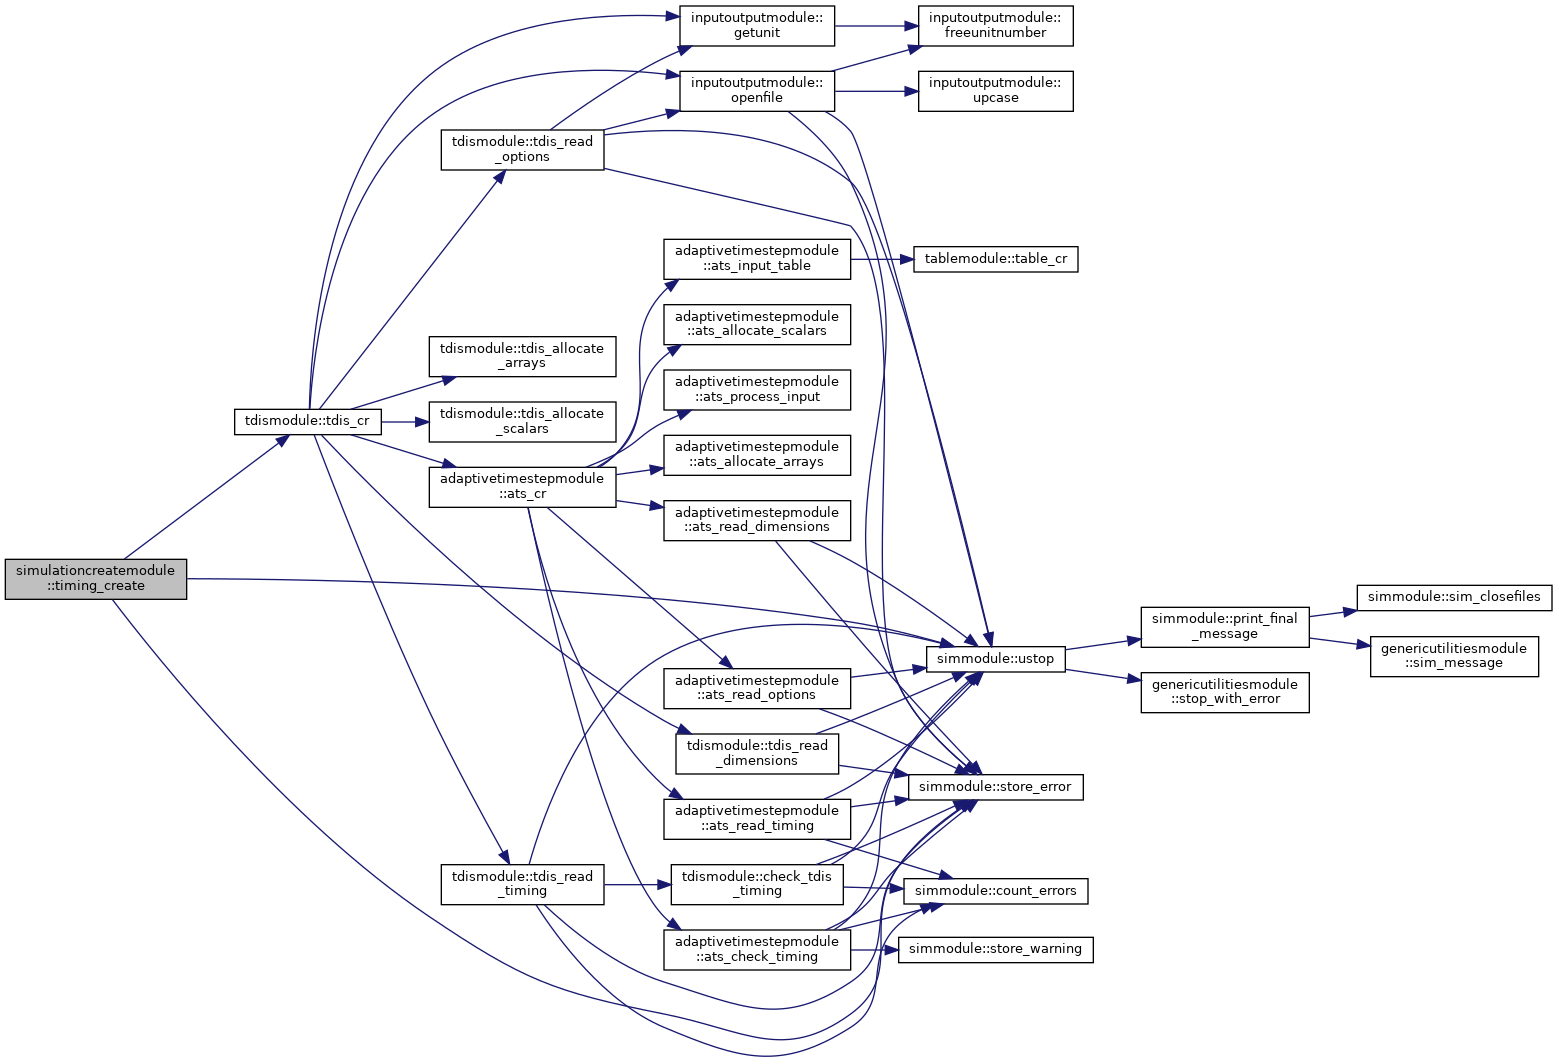 inputoutputmodule::
getunit
inputoutputmodule::
freeunitnumber
inputoutputmodule::
openfile
inputoutputmodule::
upcase
tdismodule::tdis_read
_options
adaptivetimestepmodule
::ats_input_table
tablemodule::table_cr
adaptivetimestepmodule
::ats_allocate_scalars
tdismodule::tdis_allocate
_arrays
adaptivetimestepmodule
::ats_process_input
tdismodule::tdis_cr
tdismodule::tdis_allocate
_scalars
adaptivetimestepmodule
::ats_allocate_arrays
adaptivetimestepmodule
::ats_cr
adaptivetimestepmodule
::ats_read_dimensions
simulationcreatemodule
::timing_create
simmodule::sim_closefiles
simmodule::print_final
_message
simmodule::ustop
genericutilitiesmodule
::sim_message
adaptivetimestepmodule
::ats_read_options
genericutilitiesmodule
::stop_with_error
tdismodule::tdis_read
_dimensions
simmodule::store_error
adaptivetimestepmodule
::ats_read_timing
tdismodule::tdis_read
_timing
tdismodule::check_tdis
_timing
simmodule::count_errors
adaptivetimestepmodule
::ats_check_timing
simmodule::store_warning